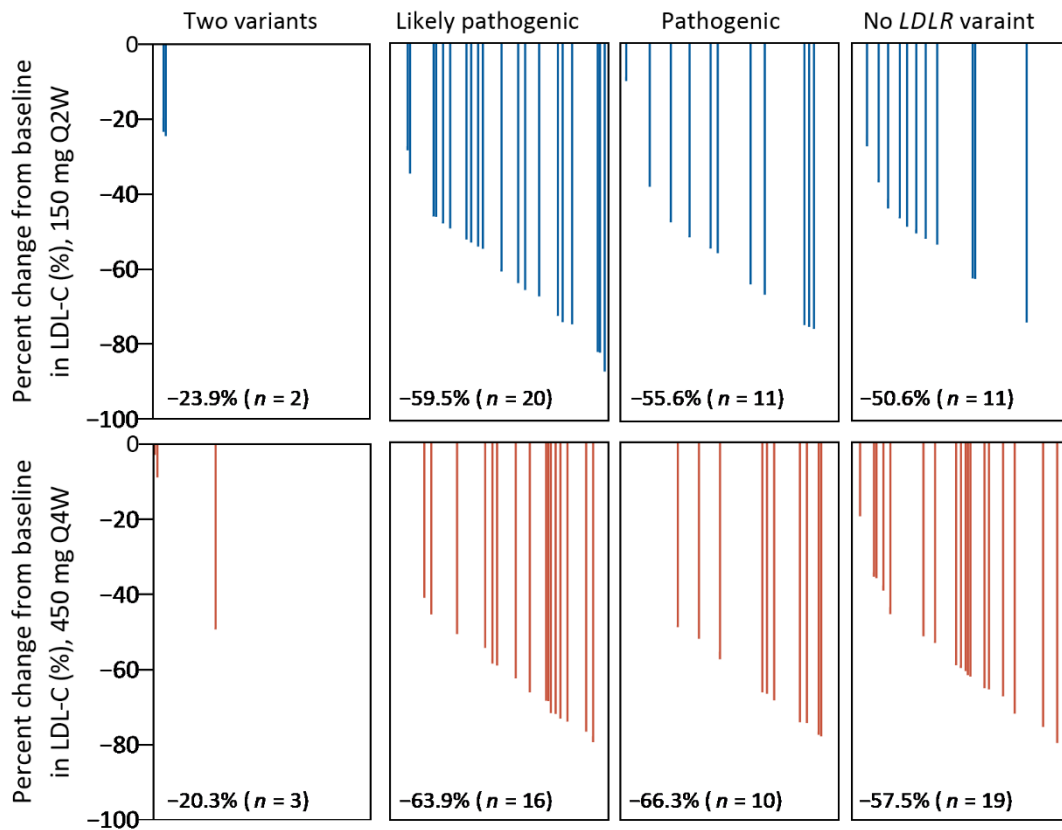 Two variants
Likely pathogenic
Pathogenic
No LDLR varaint
Percent change from baseline
in LDL-C (%), 150 mg Q2W
0
−20
−40
−60
−80
−100
−23.9% (n = 2)
−59.5% (n = 20)
−55.6% (n = 11)
−50.6% (n = 11)
Percent change from baseline
in LDL-C (%), 450 mg Q4W
0
−20
−40
−60
−80
−100
−20.3% (n = 3)
−63.9% (n = 16)
−66.3% (n = 10)
−57.5% (n = 19)